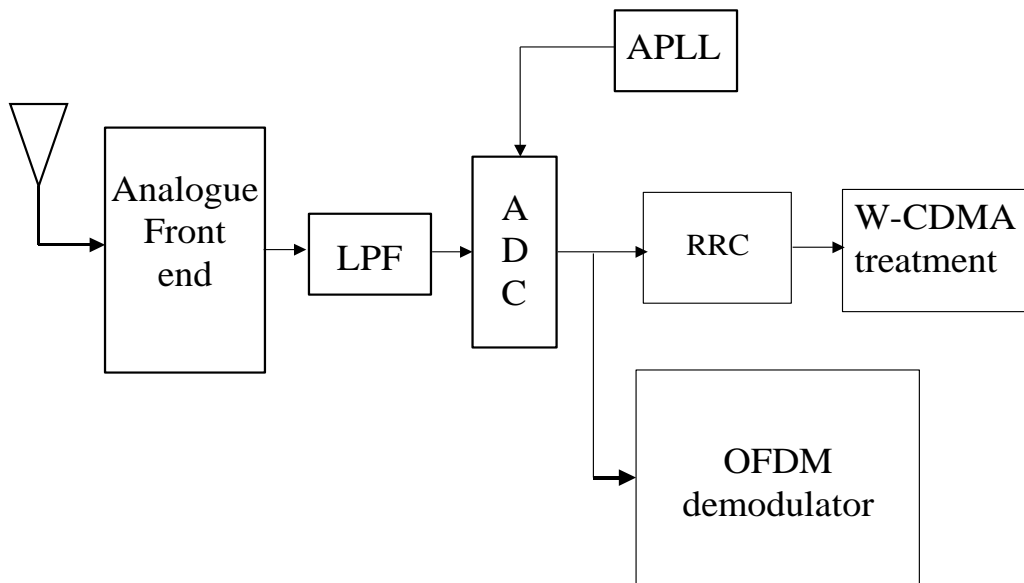 APLL
Analogue
Front
end
LPF
A
D
C
RRC
W-CDMA
treatment
OFDM
demodulator